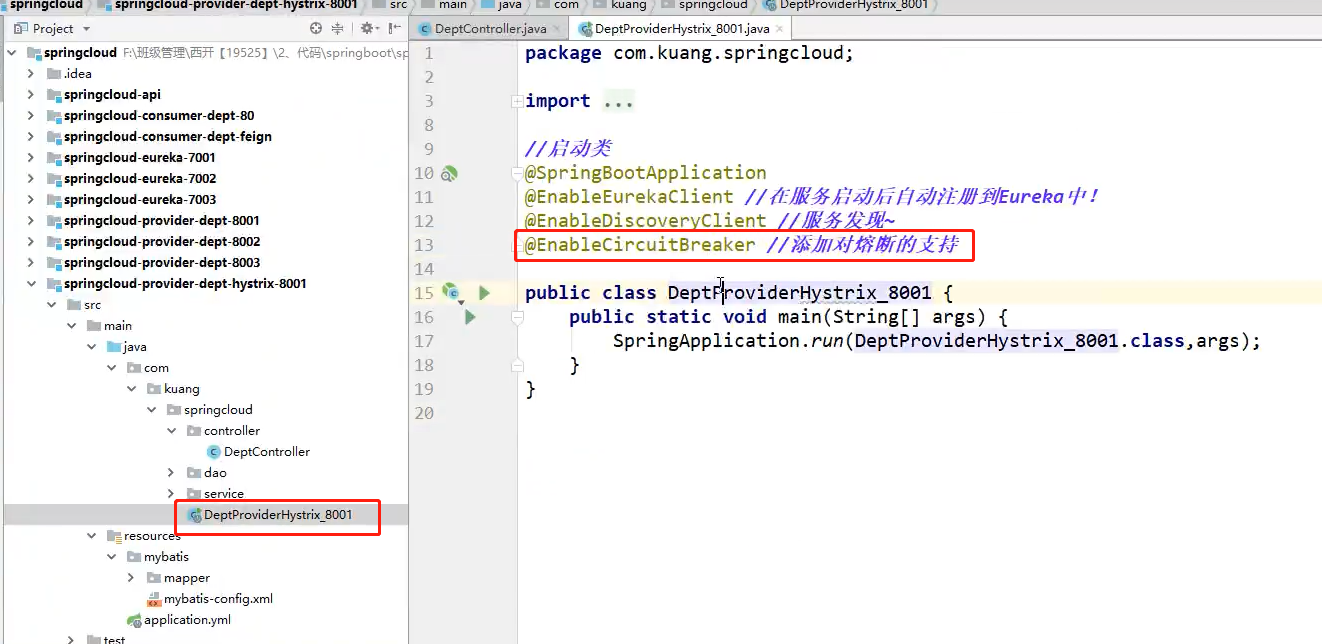 springcloud springcloud-provider-dept-hystrix-8001 src main java com kuang springcloud DeptProviderHystrix_8001
Project
DeptController.java
DeptProviderHystrix_8001.java
springcloud F:\班级管理\西开【19525】\2、代码\springboot\sp
.idea
springcloud-api
springcloud-consumer-dept-80
springcloud-consumer-dept-feign
springcloud-eureka-7001
springcloud-eureka-7002
springcloud-eureka-7003
springcloud-provider-dept-8001
springcloud-provider-dept-8002
springcloud-provider-dept-8003
springcloud-provider-dept-hystrix-8001
src
main
java
com
kuang
springcloud
controller
DeptController
dao
service
DeptProviderHystrix_8001
resources
mybatis
mapper
mybatis-config.xml
application.yml
test
1 package com.kuang.springcloud;
2
3 import ...
8
9 //启动类
10 @SpringBootApplication
11 @EnableEurekaClient //在服务启动后自动注册到Eureka中！
12 @EnableDiscoveryClient //服务发现~
13 @EnableCircuitBreaker //添加对熔断的支持
14
15 public class DeptProviderHystrix_8001 {
16 public static void main(String[] args) {
17 SpringApplication.run(DeptProviderHystrix_8001.class,args);
18 }
19 }
20